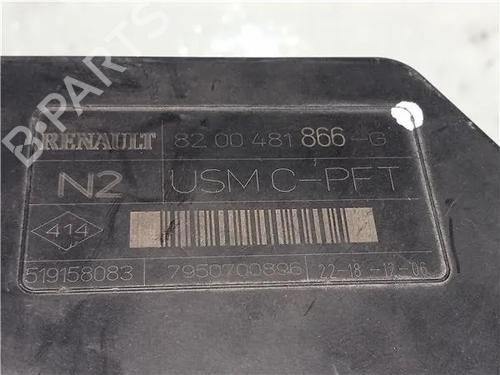 B-PARTS
RENAULT 82 00 481 866-G
N2 USM C-PFT
414
519158083 7950700896 22-18-12-06